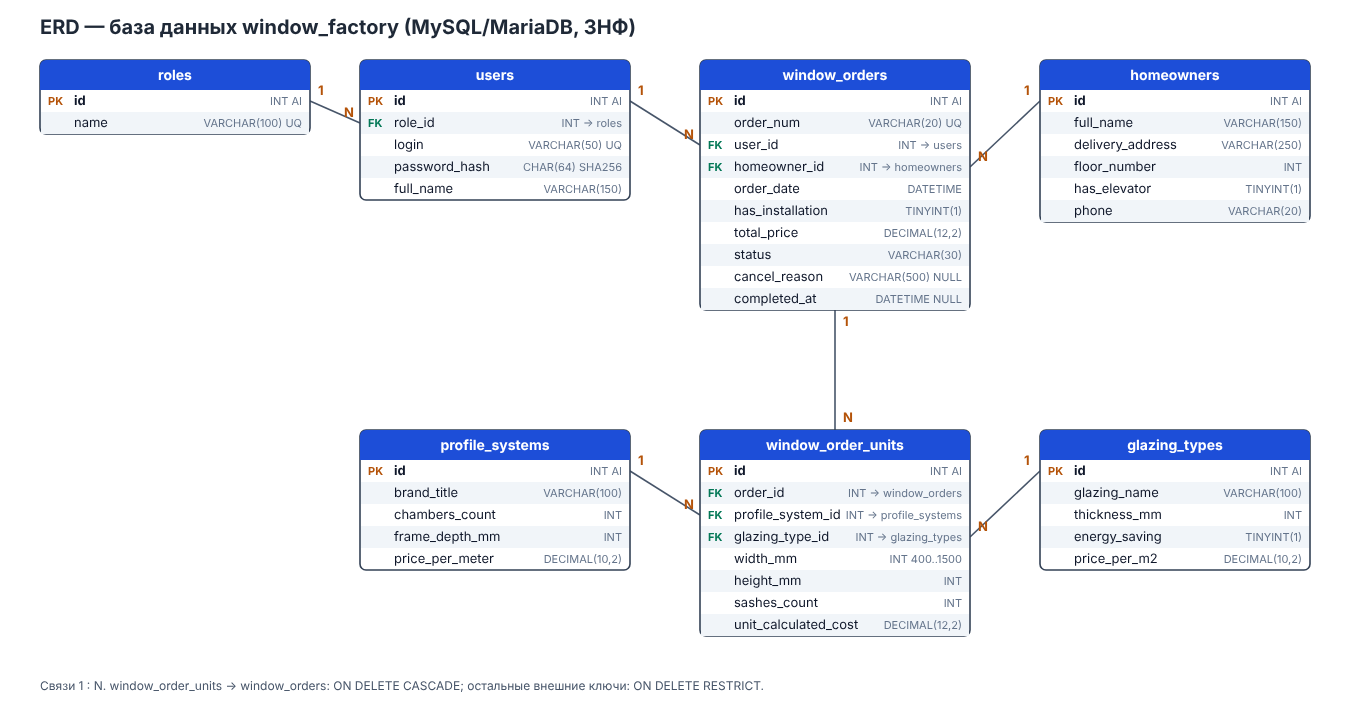 ERD — база данных window_factory (MySQL/MariaDB, 3НФ)
roles
PK id INT AI
name VARCHAR(100) UQ
1
N
users
PK id INT AI
FK role_id INT → roles
login VARCHAR(50) UQ
password_hash CHAR(64) SHA256
full_name VARCHAR(150)
1
N
window_orders
PK id INT AI
order_num VARCHAR(20) UQ
FK user_id INT → users
FK homeowner_id INT → homeowners
order_date DATETIME
has_installation TINYINT(1)
total_price DECIMAL(12,2)
status VARCHAR(30)
cancel_reason VARCHAR(500) NULL
completed_at DATETIME NULL
1
N
homeowners
PK id INT AI
full_name VARCHAR(150)
delivery_address VARCHAR(250)
floor_number INT
has_elevator TINYINT(1)
phone VARCHAR(20)
1
N
profile_systems
PK id INT AI
brand_title VARCHAR(100)
chambers_count INT
frame_depth_mm INT
price_per_meter DECIMAL(10,2)
1
N
window_order_units
PK id INT AI
FK order_id INT → window_orders
FK profile_system_id INT → profile_systems
FK glazing_type_id INT → glazing_types
width_mm INT 400..1500
height_mm INT
sashes_count INT
unit_calculated_cost DECIMAL(12,2)
1
N
glazing_types
PK id INT AI
glazing_name VARCHAR(100)
thickness_mm INT
energy_saving TINYINT(1)
price_per_m2 DECIMAL(10,2)
Связи 1 : N. window_order_units → window_orders: ON DELETE CASCADE; остальные внешние ключи: ON DELETE RESTRICT.